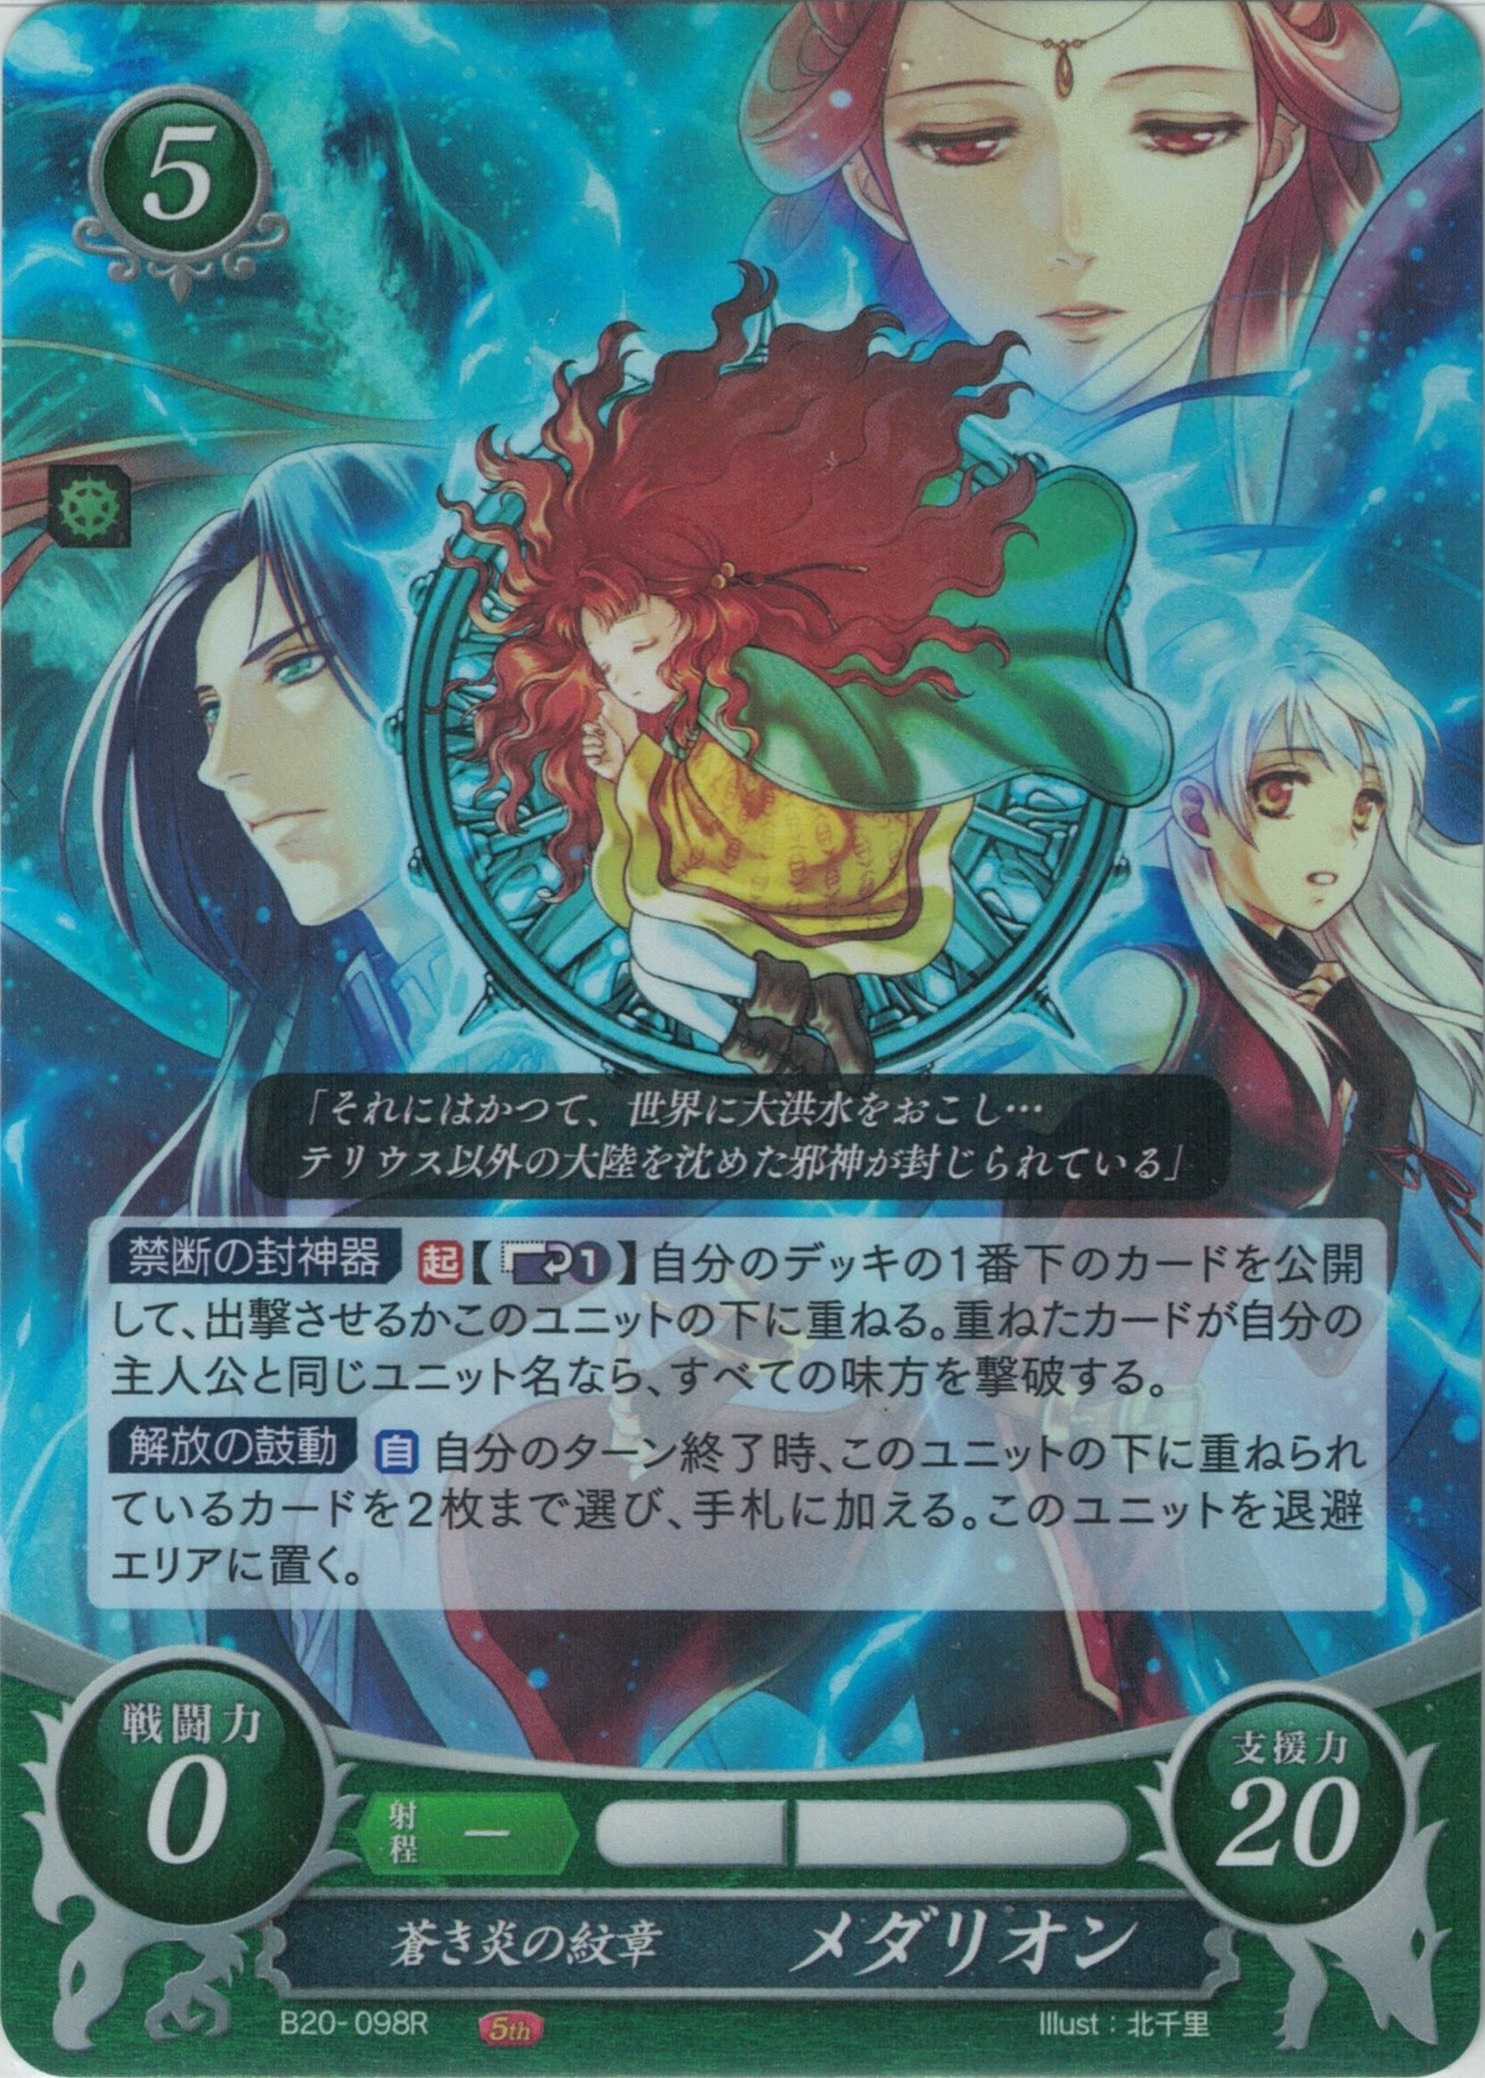 5
「それにはかつて、世界に大洪水をおこし…
テリウス以外の大陸を沈めた邪神が封じられている」
禁断の封神器 起【1】自分のデッキの1番下のカードを公開
して、出撃させるかこのユニットの下に重ねる。重ねたカードが自分の
主人公と同じユニット名なら、すべての味方を撃破する。
解放の鼓動 自 自分のターン終了時、このユニットの下に重ねられ
ているカードを2枚まで選び、手札に加える。このユニットを退避
エリアに置く。
戦闘力
0
射程 —
支援力
20
蒼き炎の紋章 メダリオン
B20-098R 5th Illust：北千里